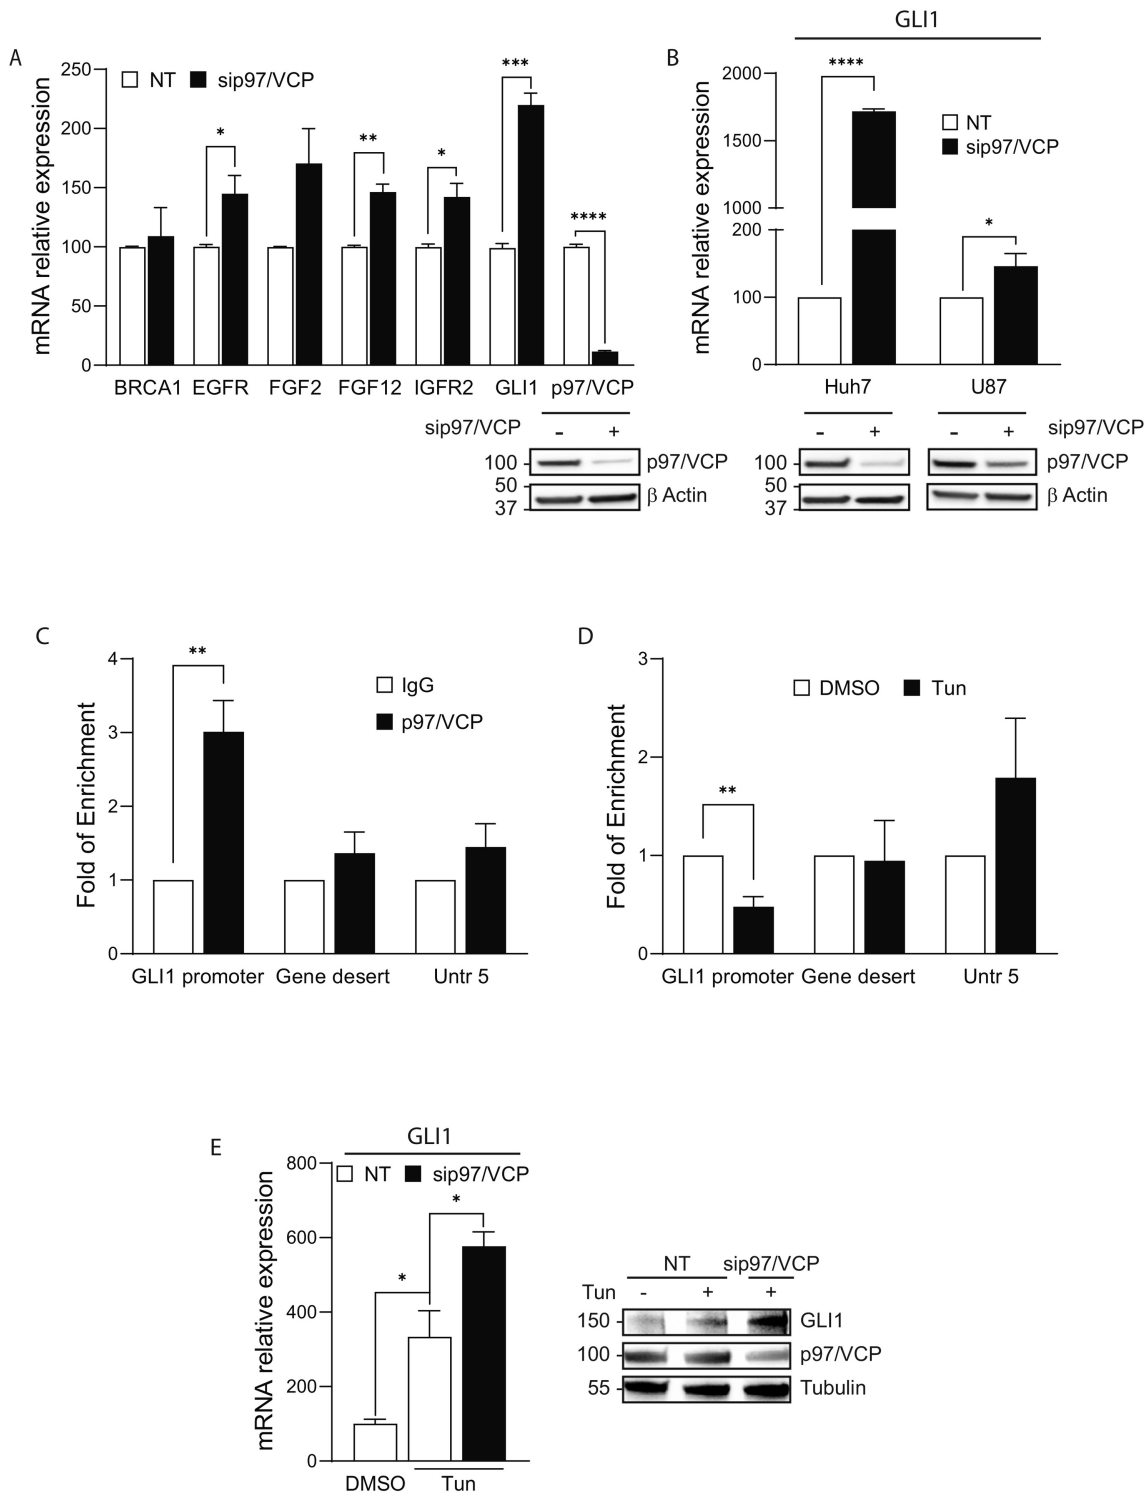 A
mRNA relative expression
250
200
150
100
50
0
NT
sip97/VCP
*
**
*
***
****
BRCA1
EGFR
FGF2
FGF12
IGFR2
GLI1
p97/VCP
sip97/VCP
-
+
100
p97/VCP
50
37
β Actin
B
GLI1
mRNA relative expression
2000
1500
1000
200
100
0
****
*
NT
sip97/VCP
Huh7
U87
-
+
-
+
sip97/VCP
100
p97/VCP
50
37
β Actin
C
Fold of Enrichment
4
3
2
1
0
**
IgG
p97/VCP
GLI1 promoter
Gene desert
Untr 5
D
Fold of Enrichment
3
2
1
0
**
DMSO
Tun
GLI1 promoter
Gene desert
Untr 5
E
GLI1
mRNA relative expression
800
600
400
200
0
NT
sip97/VCP
*
*
DMSO
Tun
NT
sip97/VCP
Tun
-
+
+
150
GLI1
100
p97/VCP
55
Tubulin